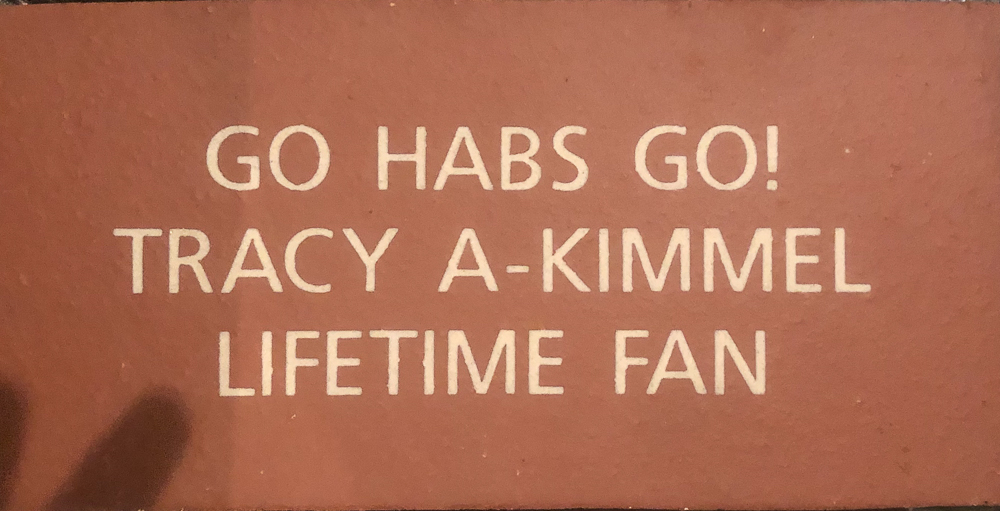 GO HABS GO!
TRACY A-KIMMEL
LIFETIME FAN